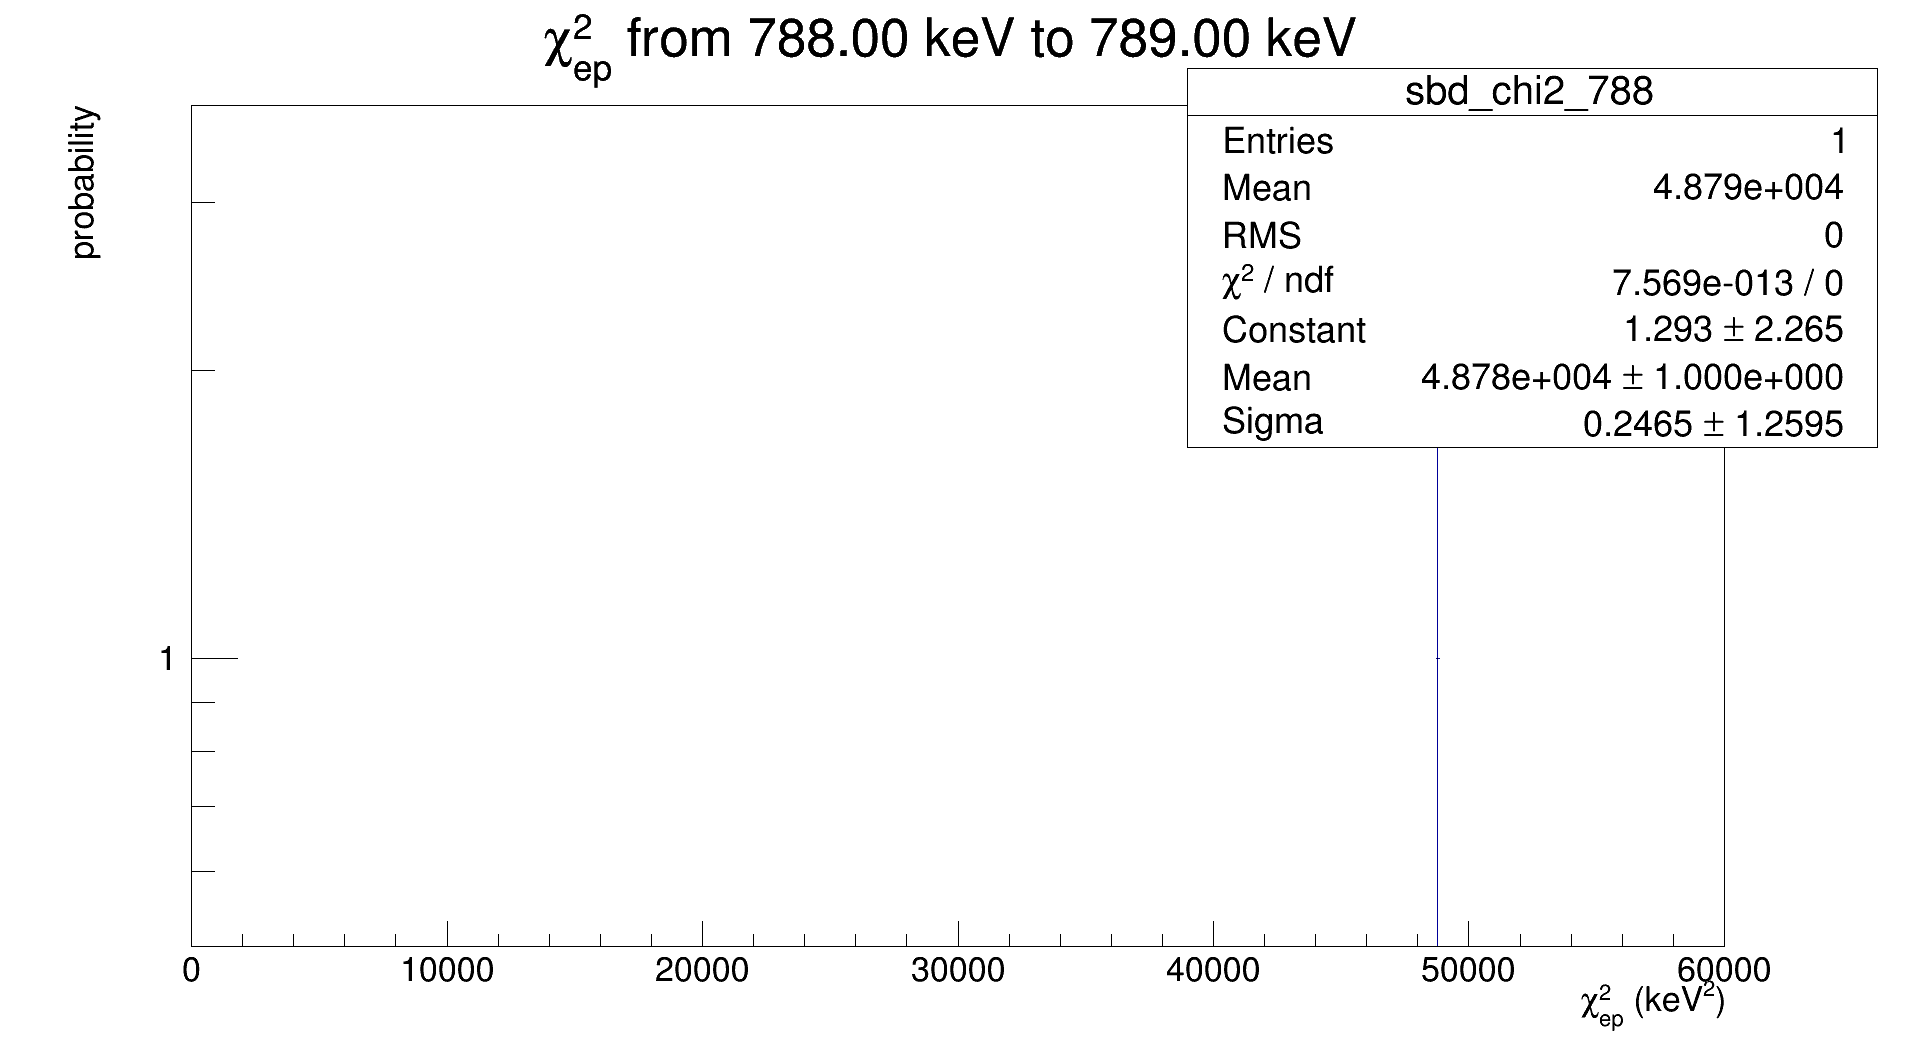 χ²ep from 788.00 keV to 789.00 keV
probability
sbd_chi2_788
Entries 1
Mean 4.879e+004
RMS 0
χ² / ndf 7.569e-013 / 0
Constant 1.293 ± 2.265
Mean 4.878e+004 ± 1.000e+000
Sigma 0.2465 ± 1.2595
1
0 10000 20000 30000 40000 50000 60000
χ²ep (keV²)